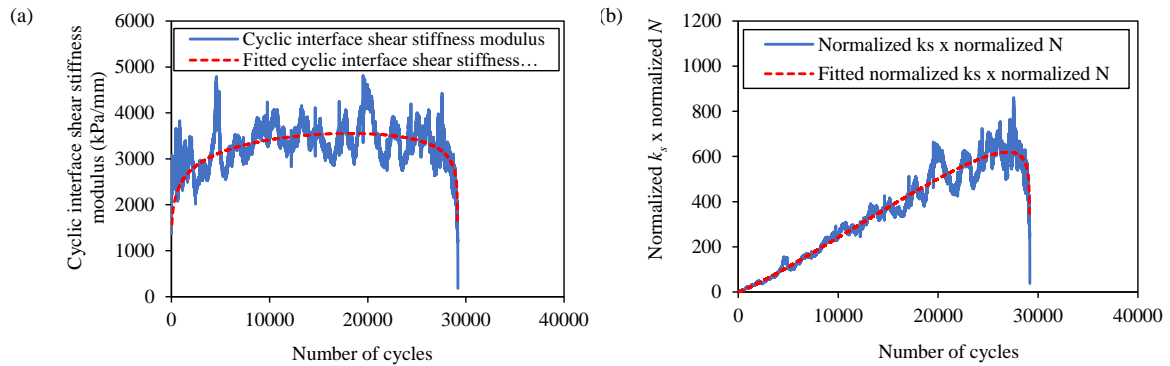 (a)
Cyclic interface shear stiffness
modulus (kPa/mm)
6000
5000
4000
3000
2000
1000
0
Cyclic interface shear stiffness modulus
Fitted cyclic interface shear stiffness…
0
10000
20000
30000
40000
Number of cycles
(b)
Normalized ks x normalized N
1200
1000
800
600
400
200
0
Normalized ks x normalized N
Fitted normalized ks x normalized N
0
10000
20000
30000
40000
Number of cycles